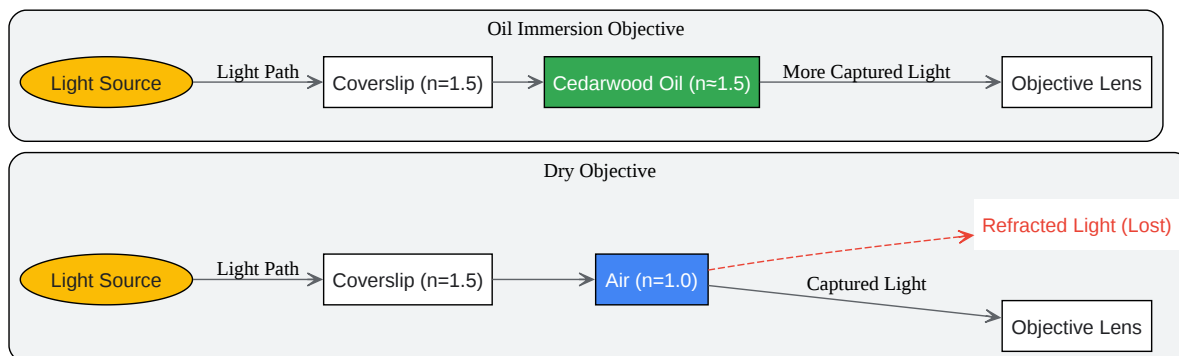 Oil Immersion Objective
Light Source
Light Path
Coverslip (n=1.5)
Cedarwood Oil (n≈1.5)
More Captured Light
Objective Lens
Dry Objective
Refracted Light (Lost)
Light Source
Light Path
Coverslip (n=1.5)
Air (n=1.0)
Captured Light
Objective Lens